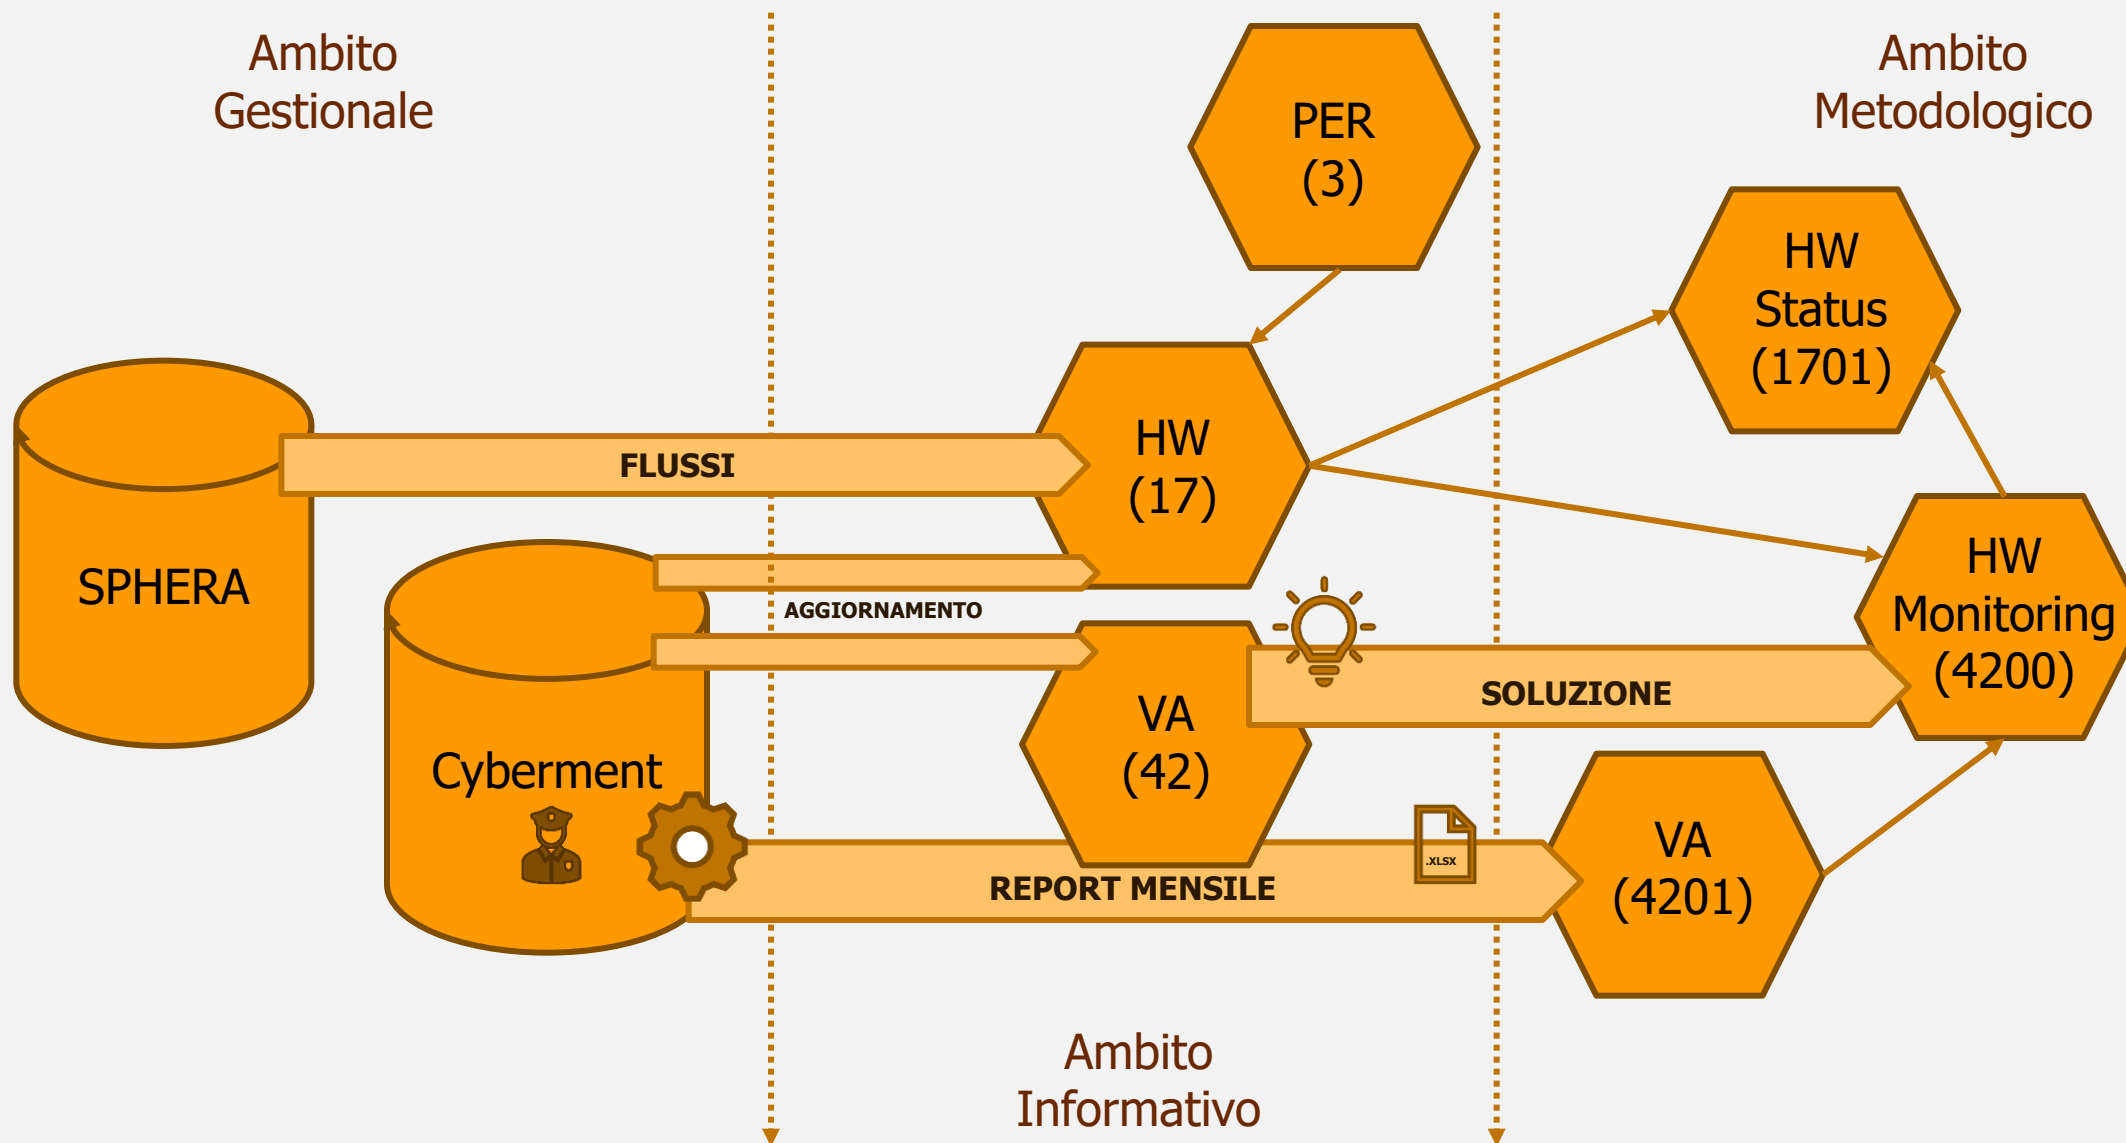 Ambito
Gestionale
Ambito
Metodologico
PER
(3)
HW
Status
(1701)
HW
(17)
FLUSSI
SPHERA
HW
Monitoring
(4200)
AGGIORNAMENTO
VA
(42)
SOLUZIONE
Cyberment
VA
(4201)
.XLSX
REPORT MENSILE
Ambito
Informativo